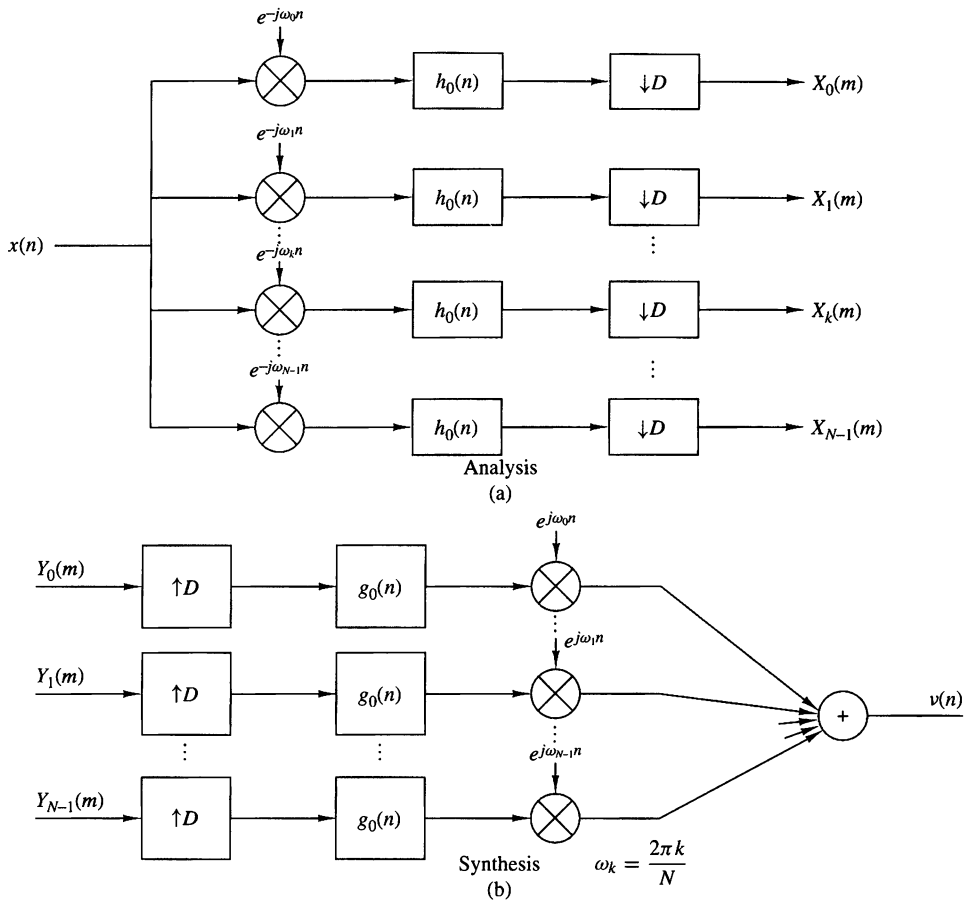 e^{-jω_0 n}
h_0(n) ↓D X_0(m)
e^{-jω_1 n}
h_0(n) ↓D X_1(m)
x(n)
e^{-jω_k n}
h_0(n) ↓D X_k(m)
e^{-jω_{N-1} n}
h_0(n) ↓D X_{N-1}(m)
Analysis
(a)
e^{jω_0 n}
Y_0(m) ↑D g_0(n)
e^{jω_1 n}
Y_1(m) ↑D g_0(n)
+ v(n)
e^{jω_{N-1} n}
Y_{N-1}(m) ↑D g_0(n)
Synthesis
(b)
ω_k = 2πk/N